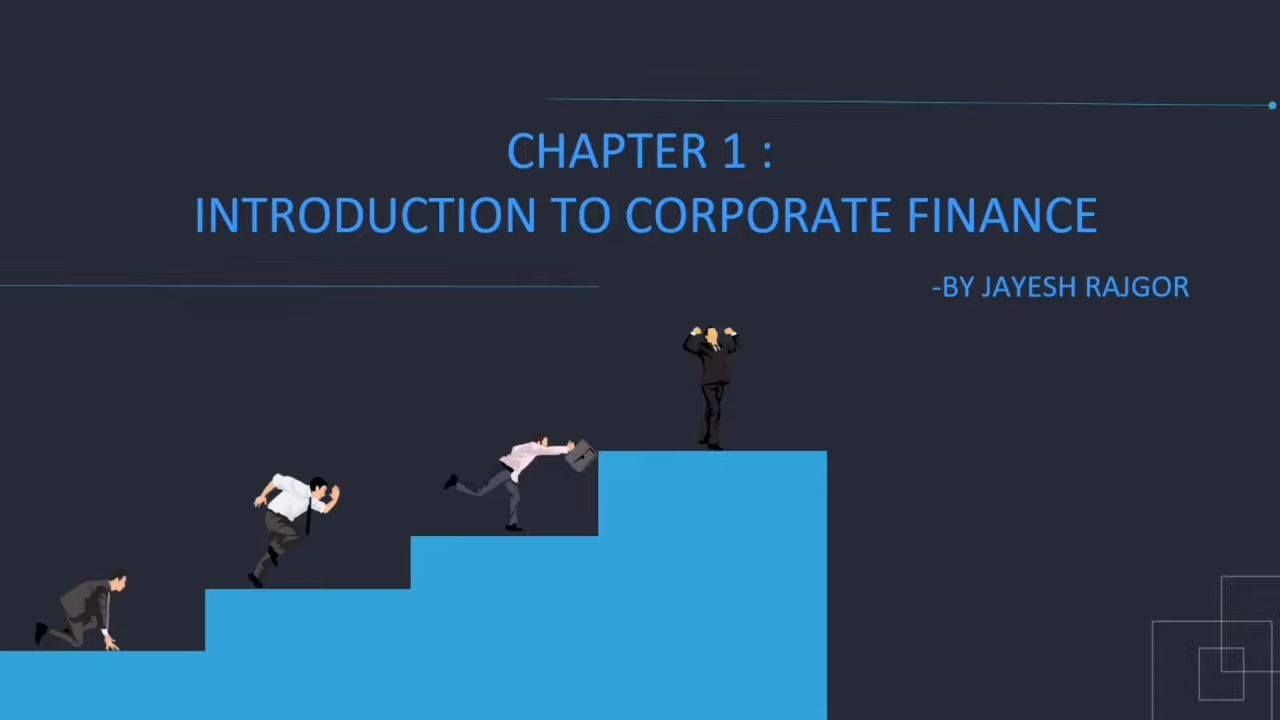 CHAPTER 1 :
INTRODUCTION TO CORPORATE FINANCE
-BY JAYESH RAJGOR